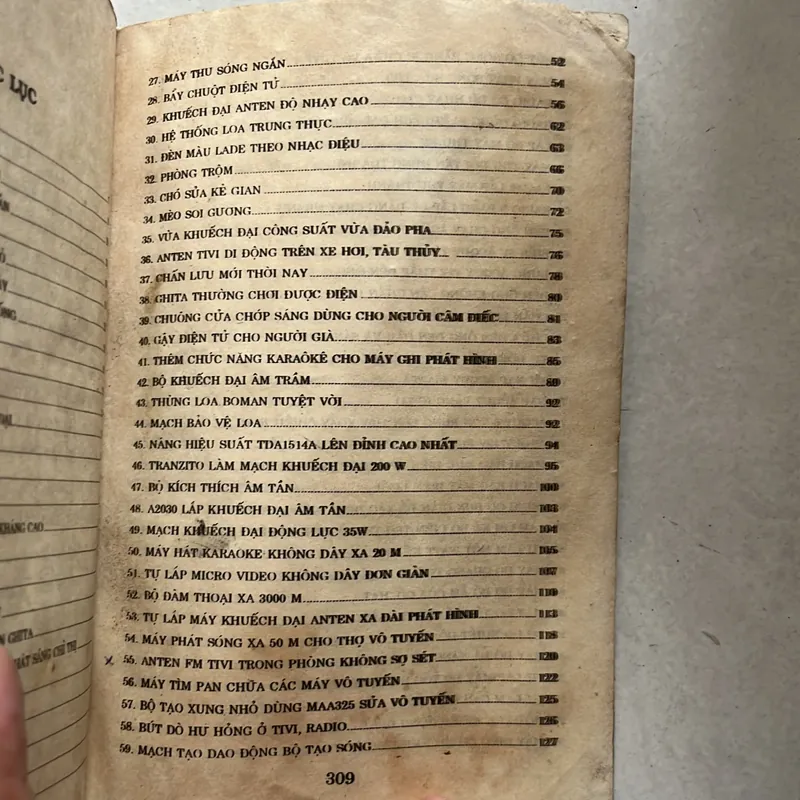 LỤC
27. MÁY THU SÓNG NGẮN 52
28. BẪY CHUỘT ĐIỆN TỬ 54
29. KHUẾCH ĐẠI ANTEN ĐỘ NHẠY CAO 56
30. HỆ THỐNG LOA TRUNG THỰC 62
31. ĐÈN MÀU LADE THEO NHẠC ĐIỆU 63
32. PHÒNG TRỘM 66
33. CHÓ SỦA KẺ GIAN 70
34. MÈO SOI GƯƠNG 72
35. VỪA KHUẾCH ĐẠI CÔNG SUẤT VỪA ĐẢO PHA 75
36. ANTEN TIVI DI ĐỘNG TRÊN XE HƠI, TÀU THỦY 76
37. CHẤN LƯU MỚI THỜI NAY 78
38. GHITA THƯỜNG CHƠI ĐƯỢC ĐIỆN 80
39. CHUÔNG CỬA CHỚP SÁNG DÙNG CHO NGƯỜI CÂM ĐIẾC 81
40. GẬY ĐIỆN TỬ CHO NGƯỜI GIÀ 83
41. THÊM CHỨC NĂNG KARAÔKÊ CHO MÁY GHI PHÁT HÌNH 85
42. BỘ KHUẾCH ĐẠI ÂM TRẦM 89
43. THÙNG LOA BOMAN TUYỆT VỜI 92
44. MẠCH BẢO VỆ LOA 92
45. NÂNG HIỆU SUẤT TDA1514A LÊN ĐỈNH CAO NHẤT 94
46. TRANZITO LÀM MẠCH KHUẾCH ĐẠI 200 W 95
47. BỘ KÍCH THÍCH ÂM TẦN 100
48. A2030 LẮP KHUẾCH ĐẠI ÂM TẦN 103
49. MẠCH KHUẾCH ĐẠI ĐỘNG LỰC 35W 104
50. MÁY HÁT KARAOKE KHÔNG DÂY XA 20 M 105
51. TỰ LẮP MICRO VIDEO KHÔNG DÂY ĐƠN GIẢN 107
52. BỘ ĐÀM THOẠI XA 3000 M 110
53. TỰ LẮP MÁY KHUẾCH ĐẠI ANTEN XA ĐÀI PHÁT HÌNH 113
54. MÁY PHÁT SÓNG XA 50 M CHO THỢ VÔ TUYẾN 118
55. ANTEN FM TIVI TRONG PHÒNG KHÔNG SỢ SÉT 120
56. MÁY TÌM PAN CHỮA CÁC MÁY VÔ TUYẾN 122
57. BỘ TẠO XUNG NHỎ DÙNG MAA325 SỬA VÔ TUYẾN 125
58. BÚT DÒ HƯ HỎNG Ở TIVI, RADIO 126
59. MẠCH TẠO DAO ĐỘNG BỘ TẠO SÓNG 127
309